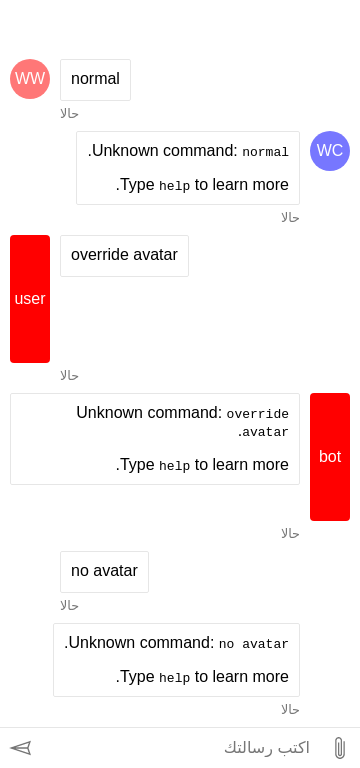 WW
normal
حالا
WC
.Unknown command: normal
.Type help to learn more
حالا
user
override avatar
حالا
bot
Unknown command: override
.avatar
.Type help to learn more
حالا
no avatar
حالا
.Unknown command: no avatar
.Type help to learn more
حالا
اكتب رسالتك